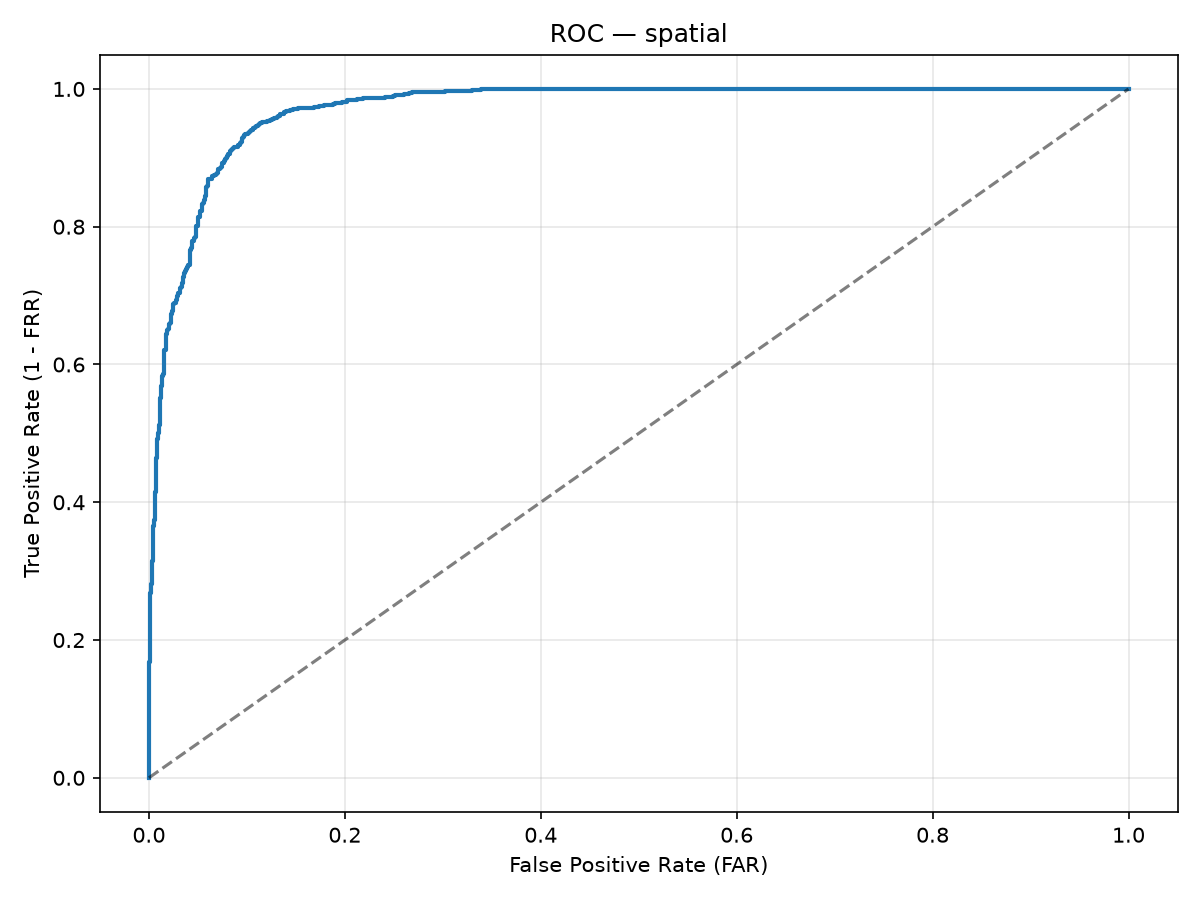 ROC — spatial
True Positive Rate (1 - FRR)
1.0
0.8
0.6
0.4
0.2
0.0
0.0 0.2 0.4 0.6 0.8 1.0
False Positive Rate (FAR)